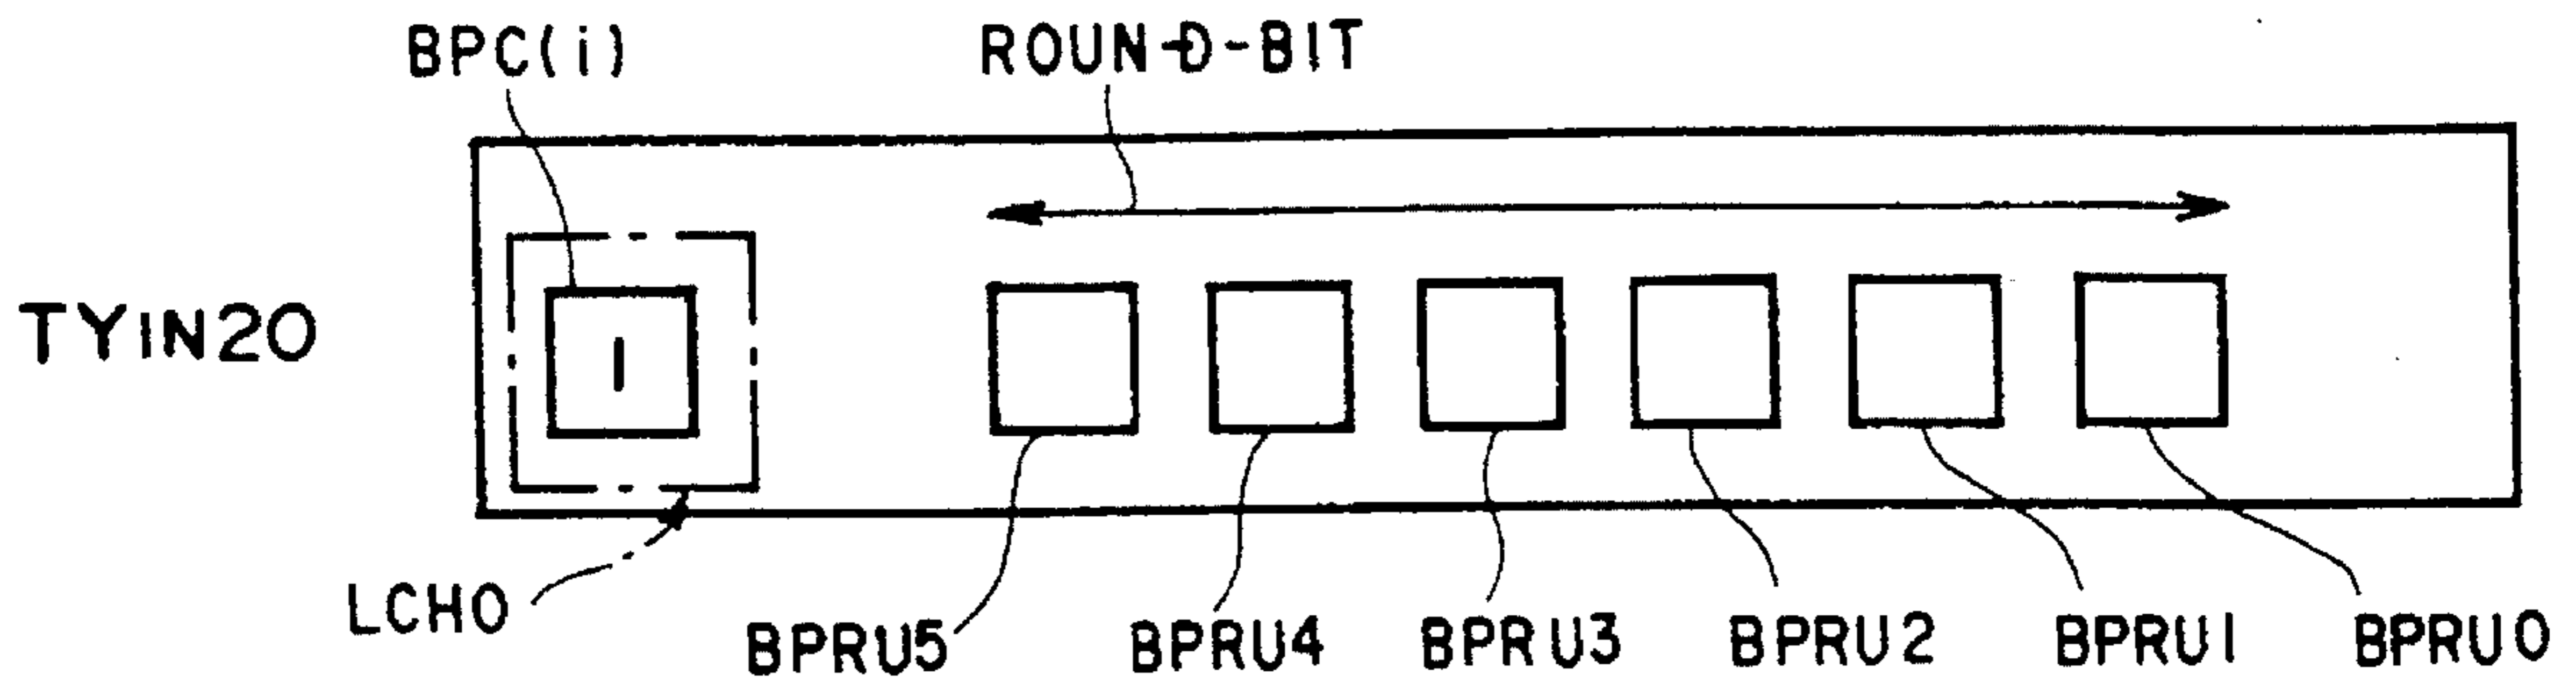 BPC(i) ROUN-D-BIT
TYIN20 1
LCH0
BPRU5 BPRU4 BPRU3 BPRU2 BPRU1 BPRU0